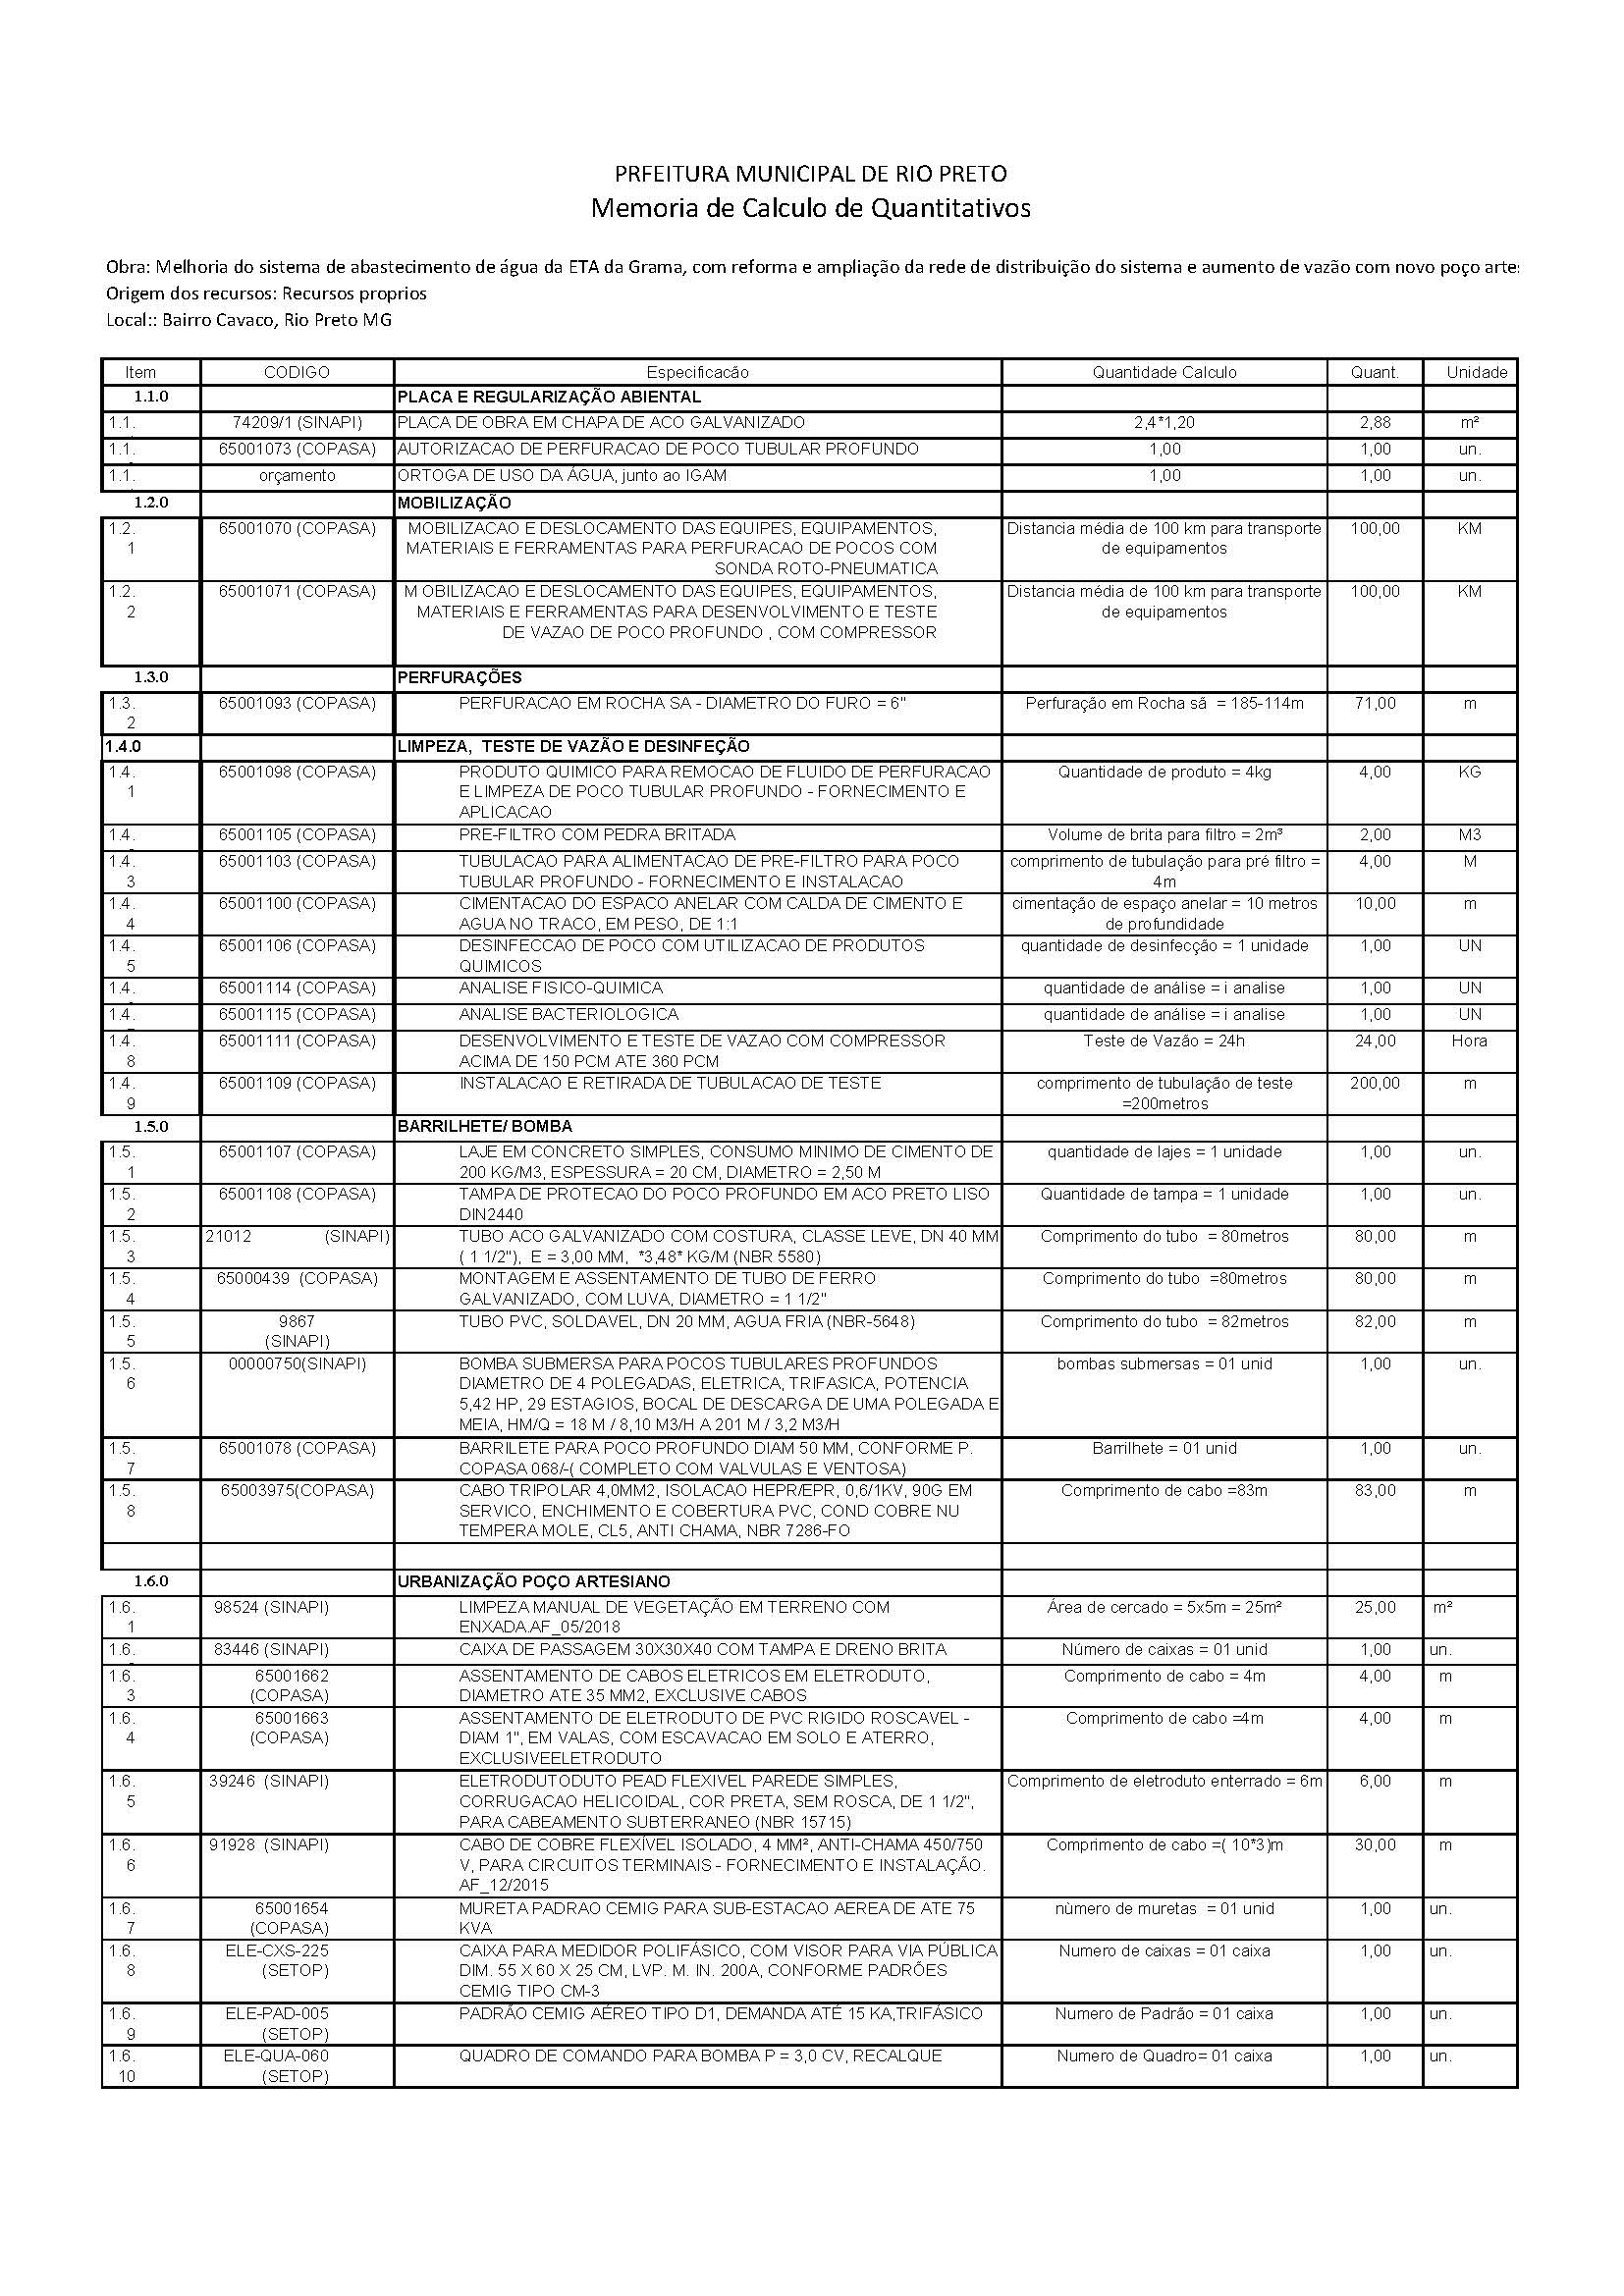 PRFEITURA MUNICIPAL DE RIO PRETO
Memoria de Calculo de Quantitativos
Obra: Melhoria do sistema de abastecimento de água da ETA da Grama, com reforma e ampliação da rede de distribuição do sistema e aumento de vazão com novo poço arte
Origem dos recursos: Recursos proprios
Local:: Bairro Cavaco, Rio Preto MG
Item CODIGO Especificacão Quantidade Calculo Quant. Unidade
1.1.0 PLACA E REGULARIZAÇÃO ABIENTAL
1.1. 74209/1 (SINAPI) PLACA DE OBRA EM CHAPA DE ACO GALVANIZADO 2,4*1,20 2,88 m²
1.1. 65001073 (COPASA) AUTORIZACAO DE PERFURACAO DE POCO TUBULAR PROFUNDO 1,00 1,00 un.
1.1. orçamento ORTOGA DE USO DA ÁGUA, junto ao IGAM 1,00 1,00 un.
1.2.0 MOBILIZAÇÃO
1.2. 65001070 (COPASA) MOBILIZACAO E DESLOCAMENTO DAS EQUIPES, EQUIPAMENTOS, Distancia média de 100 km para transporte 100,00 KM
1 MATERIAIS E FERRAMENTAS PARA PERFURACAO DE POCOS COM de equipamentos
SONDA ROTO-PNEUMATICA
1.2. 65001071 (COPASA) M OBILIZACAO E DESLOCAMENTO DAS EQUIPES, EQUIPAMENTOS, Distancia média de 100 km para transporte 100,00 KM
2 MATERIAIS E FERRAMENTAS PARA DESENVOLVIMENTO E TESTE de equipamentos
DE VAZAO DE POCO PROFUNDO , COM COMPRESSOR
1.3.0 PERFURAÇÕES
1.3. 65001093 (COPASA) PERFURACAO EM ROCHA SA - DIAMETRO DO FURO = 6" Perfuração em Rocha sã = 185-114m 71,00 m
2
1.4.0 LIMPEZA, TESTE DE VAZÃO E DESINFEÇÃO
1.4. 65001098 (COPASA) PRODUTO QUIMICO PARA REMOCAO DE FLUIDO DE PERFURACAO Quantidade de produto = 4kg 4,00 KG
1 E LIMPEZA DE POCO TUBULAR PROFUNDO - FORNECIMENTO E
APLICACAO
1.4. 65001105 (COPASA) PRE-FILTRO COM PEDRA BRITADA Volume de brita para filtro = 2m³ 2,00 M3
1.4. 65001103 (COPASA) TUBULACAO PARA ALIMENTACAO DE PRE-FILTRO PARA POCO comprimento de tubulação para pré filtro = 4,00 M
3 TUBULAR PROFUNDO - FORNECIMENTO E INSTALACAO 4m
1.4. 65001100 (COPASA) CIMENTACAO DO ESPACO ANELAR COM CALDA DE CIMENTO E cimentação de espaço anelar = 10 metros 10,00 m
4 AGUA NO TRACO, EM PESO, DE 1:1 de profundidade
1.4. 65001106 (COPASA) DESINFECCAO DE POCO COM UTILIZACAO DE PRODUTOS quantidade de desinfecção = 1 unidade 1,00 UN
5 QUIMICOS
1.4. 65001114 (COPASA) ANALISE FISICO-QUIMICA quantidade de análise = i analise 1,00 UN
1.4. 65001115 (COPASA) ANALISE BACTERIOLOGICA quantidade de análise = i analise 1,00 UN
1.4. 65001111 (COPASA) DESENVOLVIMENTO E TESTE DE VAZAO COM COMPRESSOR Teste de Vazão = 24h 24,00 Hora
8 ACIMA DE 150 PCM ATE 360 PCM
1.4. 65001109 (COPASA) INSTALACAO E RETIRADA DE TUBULACAO DE TESTE comprimento de tubulação de teste 200,00 m
9 =200metros
1.5.0 BARRILHETE/ BOMBA
1.5. 65001107 (COPASA) LAJE EM CONCRETO SIMPLES, CONSUMO MINIMO DE CIMENTO DE quantidade de lajes = 1 unidade 1,00 un.
1 200 KG/M3, ESPESSURA = 20 CM, DIAMETRO = 2,50 M
1.5. 65001108 (COPASA) TAMPA DE PROTECAO DO POCO PROFUNDO EM ACO PRETO LISO Quantidade de tampa = 1 unidade 1,00 un.
2 DIN2440
1.5. 21012 (SINAPI) TUBO ACO GALVANIZADO COM COSTURA, CLASSE LEVE, DN 40 MM Comprimento do tubo = 80metros 80,00 m
3 ( 1 1/2"), E = 3,00 MM, *3,48* KG/M (NBR 5580)
1.5. 65000439 (COPASA) MONTAGEM E ASSENTAMENTO DE TUBO DE FERRO Comprimento do tubo =80metros 80,00 m
4 GALVANIZADO, COM LUVA, DIAMETRO = 1 1/2"
1.5. 9867 TUBO PVC, SOLDAVEL, DN 20 MM, AGUA FRIA (NBR-5648) Comprimento do tubo = 82metros 82,00 m
5 (SINAPI)
1.5. 00000750(SINAPI) BOMBA SUBMERSA PARA POCOS TUBULARES PROFUNDOS bombas submersas = 01 unid 1,00 un.
6 DIAMETRO DE 4 POLEGADAS, ELETRICA, TRIFASICA, POTENCIA
5,42 HP, 29 ESTAGIOS, BOCAL DE DESCARGA DE UMA POLEGADA E
MEIA, HM/Q = 18 M / 8,10 M3/H A 201 M / 3,2 M3/H
1.5. 65001078 (COPASA) BARRILETE PARA POCO PROFUNDO DIAM 50 MM, CONFORME P. Barrilhete = 01 unid 1,00 un.
7 COPASA 068/-( COMPLETO COM VALVULAS E VENTOSA)
1.5. 65003975(COPASA) CABO TRIPOLAR 4,0MM2, ISOLACAO HEPR/EPR, 0,6/1KV, 90G EM Comprimento de cabo =83m 83,00 m
8 SERVICO, ENCHIMENTO E COBERTURA PVC, COND COBRE NU
TEMPERA MOLE, CL5, ANTI CHAMA, NBR 7286-FO
1.6.0 URBANIZAÇÃO POÇO ARTESIANO
1.6. 98524 (SINAPI) LIMPEZA MANUAL DE VEGETAÇÃO EM TERRENO COM Área de cercado = 5x5m = 25m² 25,00 m²
1 ENXADA.AF_05/2018
1.6. 83446 (SINAPI) CAIXA DE PASSAGEM 30X30X40 COM TAMPA E DRENO BRITA Número de caixas = 01 unid 1,00 un.
1.6. 65001662 ASSENTAMENTO DE CABOS ELETRICOS EM ELETRODUTO, Comprimento de cabo = 4m 4,00 m
3 (COPASA) DIAMETRO ATE 35 MM2, EXCLUSIVE CABOS
1.6. 65001663 ASSENTAMENTO DE ELETRODUTO DE PVC RIGIDO ROSCAVEL - Comprimento de cabo =4m 4,00 m
4 (COPASA) DIAM 1", EM VALAS, COM ESCAVACAO EM SOLO E ATERRO,
EXCLUSIVEELETRODUTO
1.6. 39246 (SINAPI) ELETRODUTODUTO PEAD FLEXIVEL PAREDE SIMPLES, Comprimento de eletroduto enterrado = 6m 6,00 m
5 CORRUGACAO HELICOIDAL, COR PRETA, SEM ROSCA, DE 1 1/2",
PARA CABEAMENTO SUBTERRANEO (NBR 15715)
1.6. 91928 (SINAPI) CABO DE COBRE FLEXÍVEL ISOLADO, 4 MM², ANTI-CHAMA 450/750 Comprimento de cabo =( 10*3)m 30,00 m
6 V, PARA CIRCUITOS TERMINAIS - FORNECIMENTO E INSTALAÇÃO.
AF_12/2015
1.6. 65001654 MURETA PADRAO CEMIG PARA SUB-ESTACAO AEREA DE ATE 75 nùmero de muretas = 01 unid 1,00 un.
7 (COPASA) KVA
1.6. ELE-CXS-225 CAIXA PARA MEDIDOR POLIFÁSICO, COM VISOR PARA VIA PÚBLICA Numero de caixas = 01 caixa 1,00 un.
8 (SETOP) DIM. 55 X 60 X 25 CM, LVP. M. IN. 200A, CONFORME PADRÕES
CEMIG TIPO CM-3
1.6. ELE-PAD-005 PADRÃO CEMIG AÉREO TIPO D1, DEMANDA ATÉ 15 KA,TRIFÁSICO Numero de Padrão = 01 caixa 1,00 un.
9 (SETOP)
1.6. ELE-QUA-060 QUADRO DE COMANDO PARA BOMBA P = 3,0 CV, RECALQUE Numero de Quadro= 01 caixa 1,00 un.
10 (SETOP)